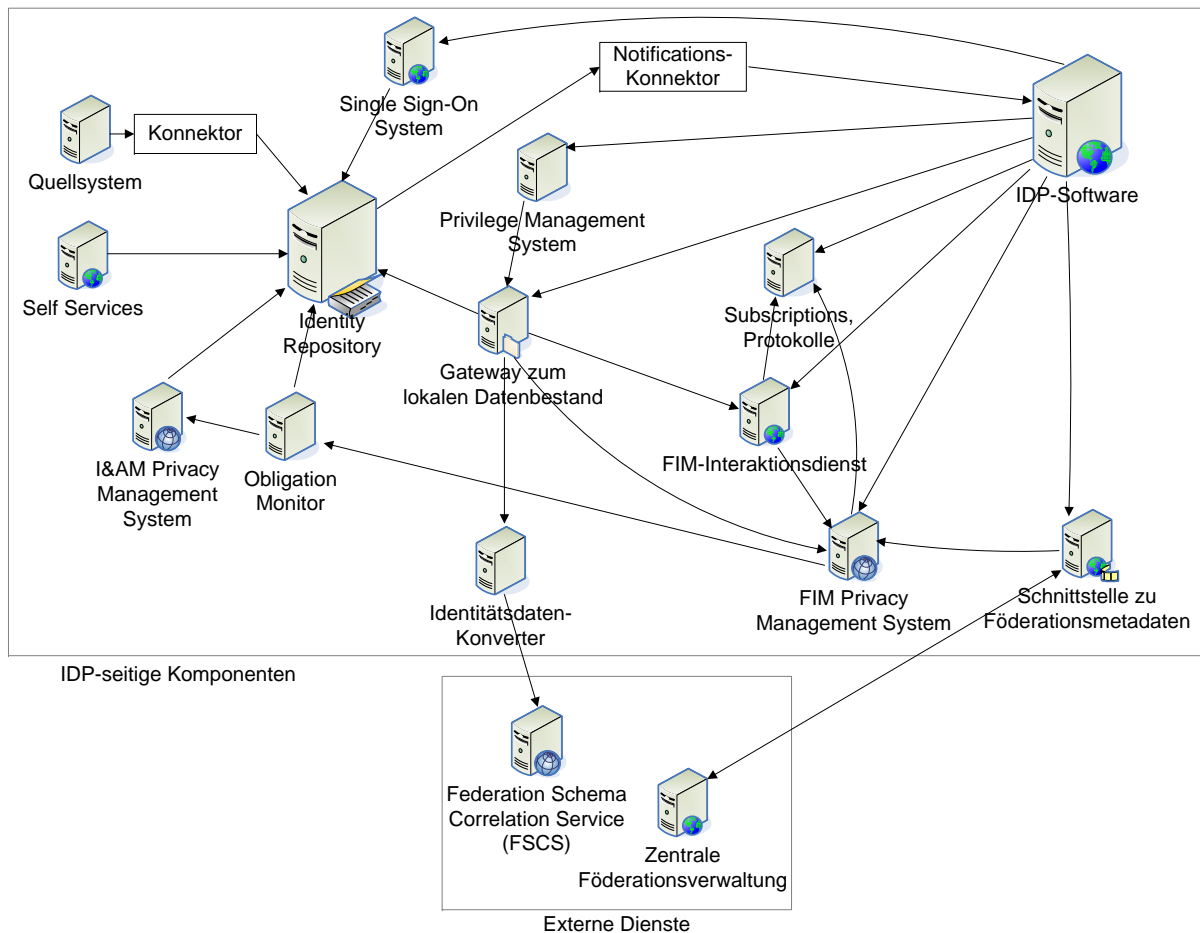 Notifications-
Konnektor
Single Sign-On
System
Konnektor
Quellsystem
IDP-Software
Privilege Management
System
Self Services
Identity
Repository
Subscriptions,
Protokolle
Gateway zum
lokalen Datenbestand
FIM-Interaktionsdienst
I&AM Privacy
Management
System
Obligation
Monitor
Identitätsdaten-
Konverter
FIM Privacy
Management System
Schnittstelle zu
Föderationsmetadaten
IDP-seitige Komponenten
Federation Schema
Correlation Service
(FSCS)
Zentrale
Föderationsverwaltung
Externe Dienste